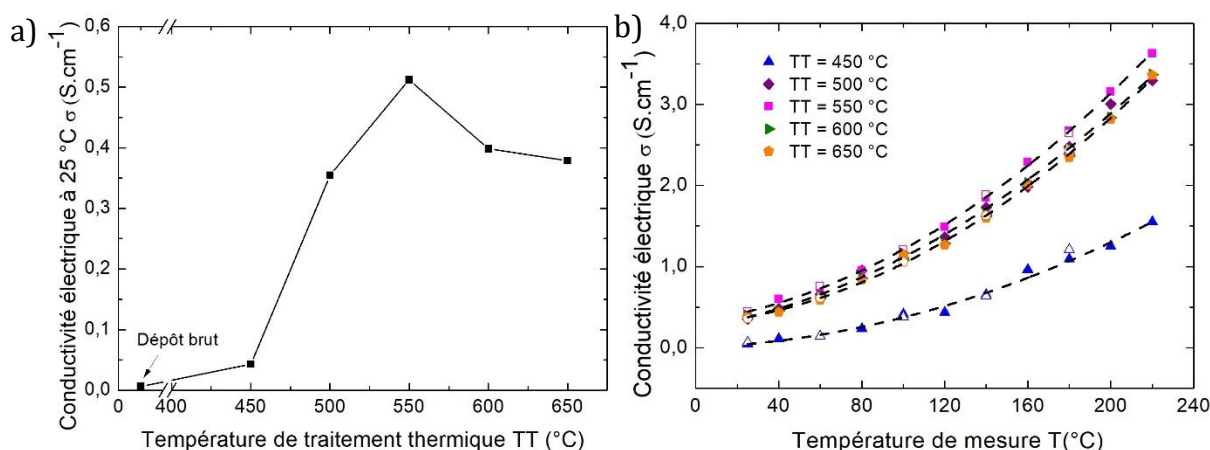 a)
Conductivité électrique à 25 °C σ (S.cm⁻¹)
0,6
0,5
0,4
0,3
0,2
0,1
0,0
Dépôt brut
0 400 450 500 550 600 650
Température de traitement thermique TT (°C)
b)
Conductivité électrique σ (S.cm⁻¹)
4,0
3,0
2,0
1,0
0,0
TT = 450 °C
TT = 500 °C
TT = 550 °C
TT = 600 °C
TT = 650 °C
0 40 80 120 160 200 240
Température de mesure T(°C)